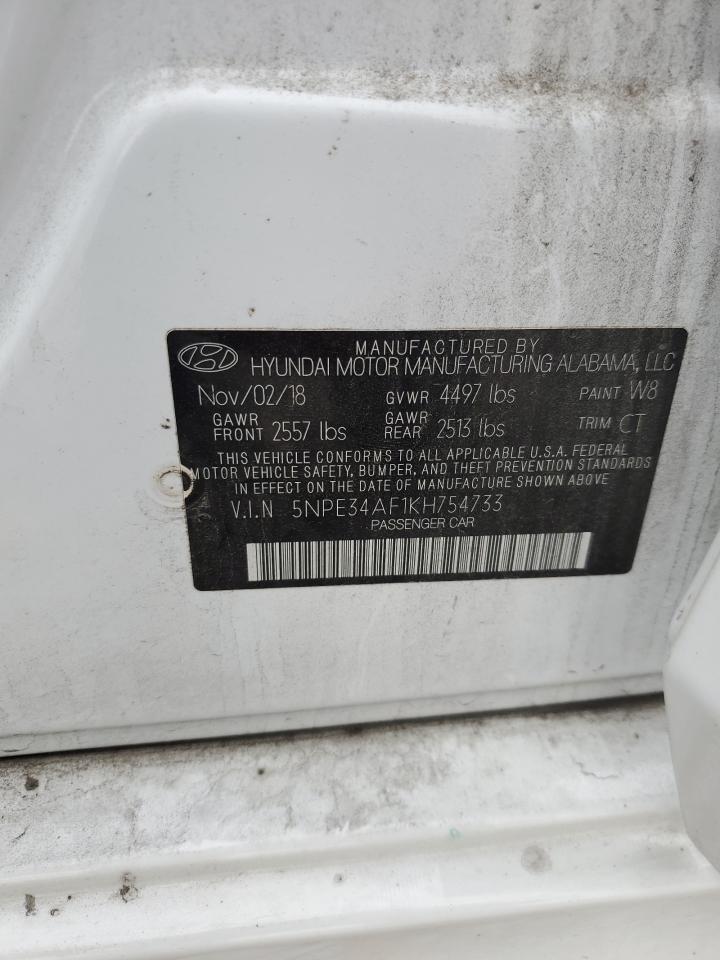 MANUFACTURED BY
HYUNDAI MOTOR MANUFACTURING ALABAMA, LLC
Nov/02/18 GVWR 4497 lbs PAINT W8
GAWR FRONT 2557 lbs GAWR REAR 2513 lbs TRIM CT
THIS VEHICLE CONFORMS TO ALL APPLICABLE U.S.A. FEDERAL
MOTOR VEHICLE SAFETY, BUMPER, AND THEFT PREVENTION STANDARDS
IN EFFECT ON THE DATE OF MANUFACTURE SHOWN ABOVE
V.I.N 5NPE34AF1KH754733
PASSENGER CAR